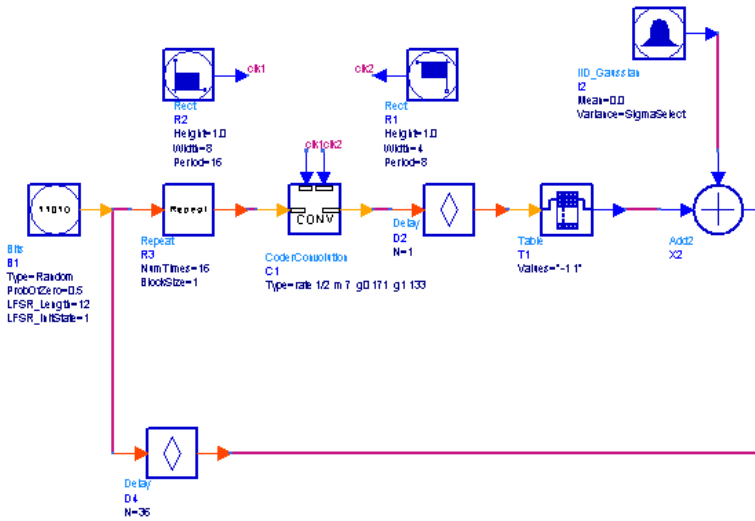 clk1
clk2
Rect
R2
Height=1.0
Width=8
Period=16
Rect
R1
Height=1.0
Width=4
Period=8
IID_Gaussian
I2
Mean=0.0
Variance=SigmaSelect
clk1clk2
11010
Repeat
CONV
Bits
B1
Type=Random
ProbOfZero=0.5
LFSR_Length=12
LFSR_InitState=1
Repeat
R3
NumTimes=16
BlockSize=1
CoderConvolution
C1
Type=rate 1/2 m 7 g0 171 g1 133
Delay
D2
N=1
Table
T1
Values="-1 1"
Add2
X2
Delay
D4
N=36